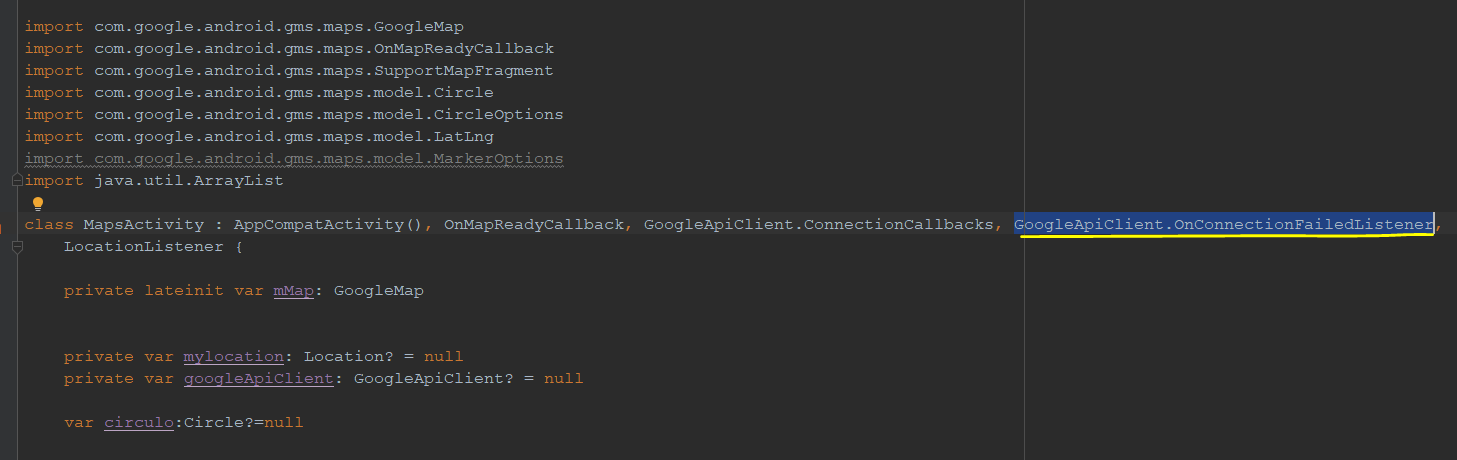 import com.google.android.gms.maps.GoogleMap
import com.google.android.gms.maps.OnMapReadyCallback
import com.google.android.gms.maps.SupportMapFragment
import com.google.android.gms.maps.model.Circle
import com.google.android.gms.maps.model.CircleOptions
import com.google.android.gms.maps.model.LatLng
import com.google.android.gms.maps.model.MarkerOptions
import java.util.ArrayList
class MapsActivity : AppCompatActivity(), OnMapReadyCallback, GoogleApiClient.ConnectionCallbacks, GoogleApiClient.OnConnectionFailedListener,
LocationListener {
private lateinit var mMap: GoogleMap
private var mylocation: Location? = null
private var googleApiClient: GoogleApiClient? = null
var circulo:Circle?=null